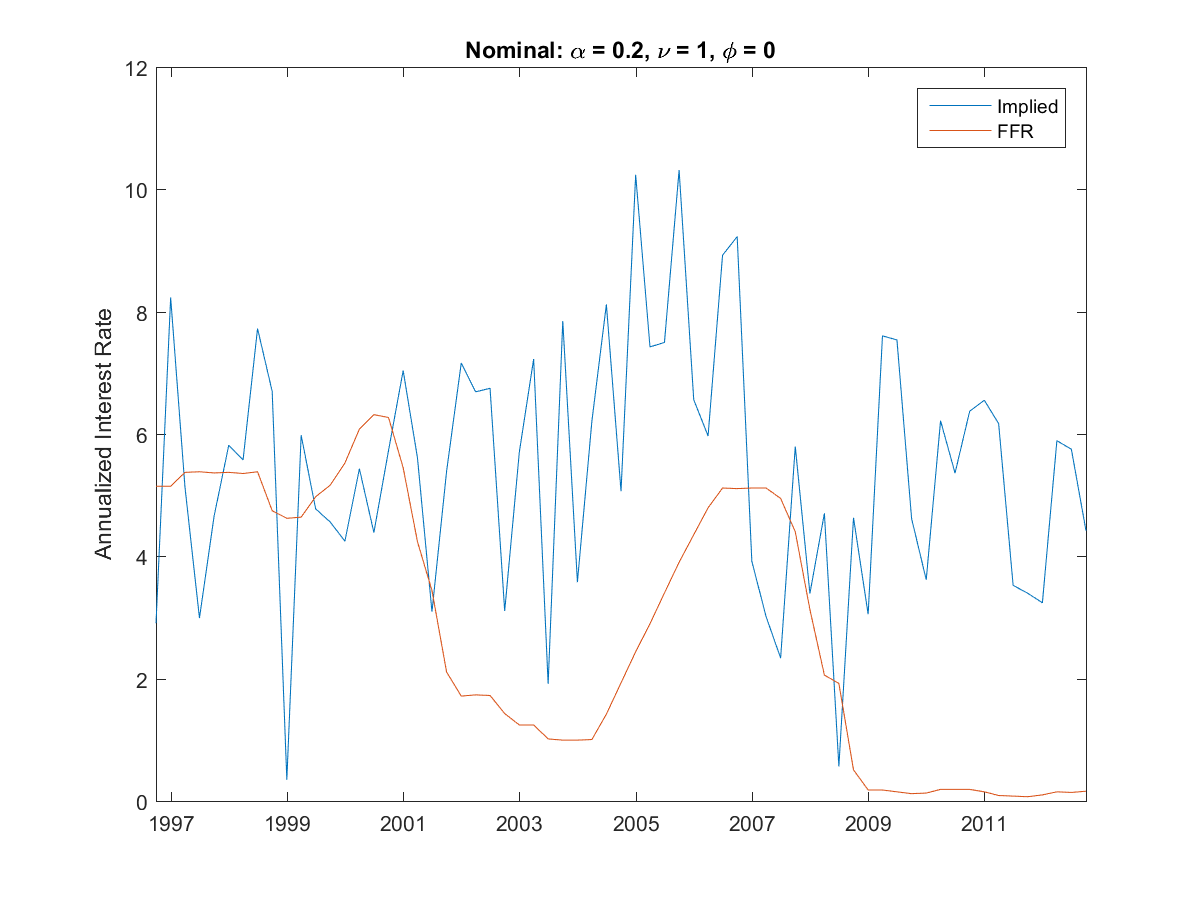 Nominal: α = 0.2, ν = 1, ϕ = 0
Implied
FFR
Annualized Interest Rate
12
10
8
6
4
2
0
1997 1999 2001 2003 2005 2007 2009 2011